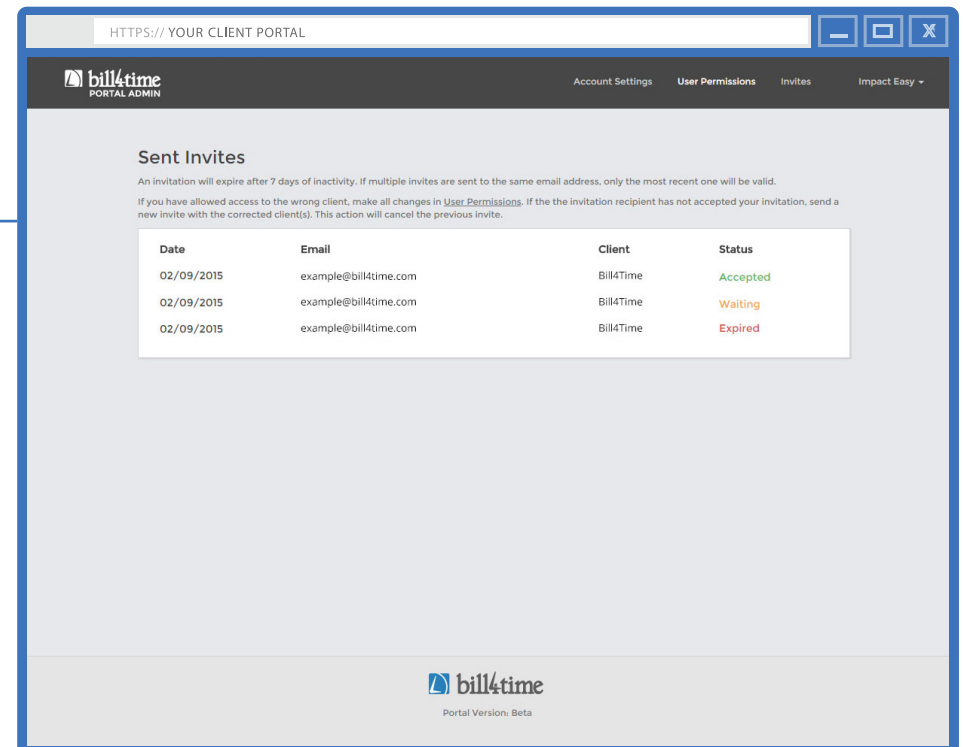 HTTPS:// YOUR CLIENT PORTAL
X
bill4time
PORTAL ADMIN
Account Settings User Permissions Invites Impact Easy
Sent Invites
An invitation will expire after 7 days of inactivity. If multiple invites are sent to the same email address, only the most recent one will be valid.
If you have allowed access to the wrong client, make all changes in User Permissions. If the the invitation recipient has not accepted your invitation, send a
new invite with the corrected client(s). This action will cancel the previous invite.
Date Email Client Status
02/09/2015 example@bill4time.com Bill4Time Accepted
02/09/2015 example@bill4time.com Bill4Time Waiting
02/09/2015 example@bill4time.com Bill4Time Expired
bill4time
Portal Version: Beta